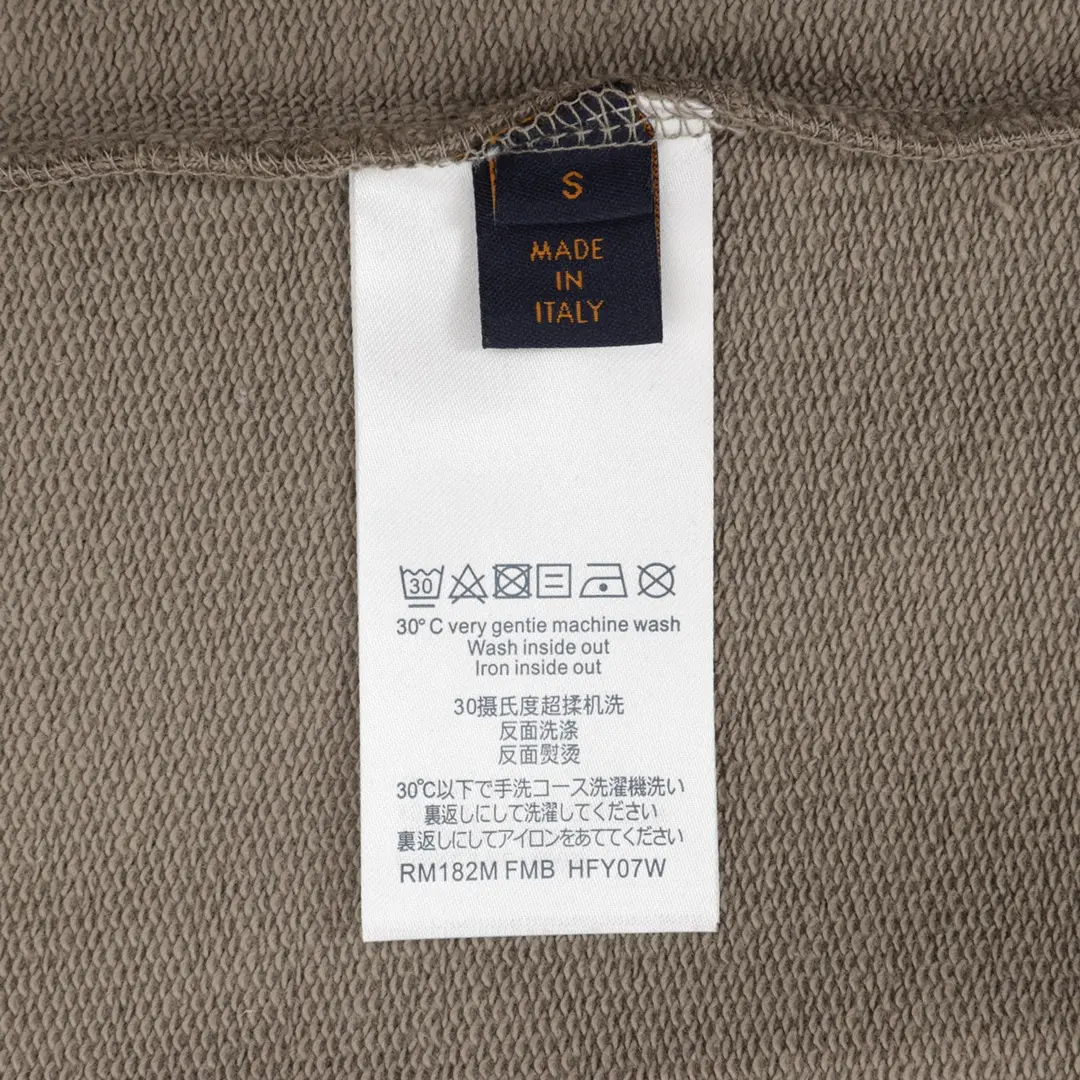 S
MADE
IN
ITALY
30
30° C very gentie machine wash
Wash inside out
Iron inside out
30摄氏度超揉机洗
反面洗涤
反面熨烫
30℃以下で手洗コース洗濯機洗い
裏返しにして洗濯してください
裏返しにしてアイロンをあててください
RM182M FMB HFY07W